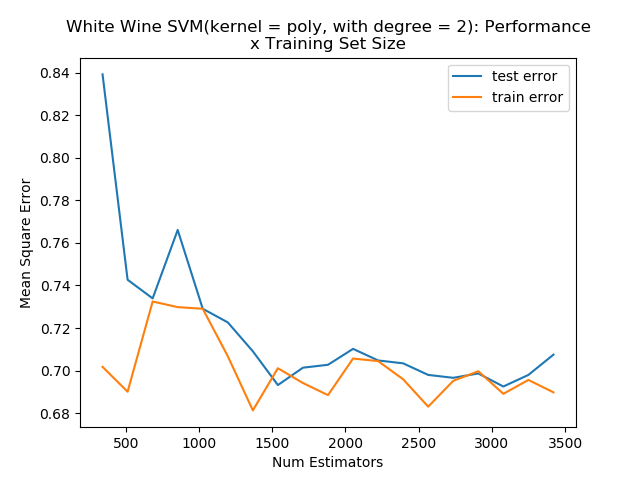 White Wine SVM(kernel = poly, with degree = 2): Performance
x Training Set Size
test error
train error
Mean Square Error
0.84
0.82
0.80
0.78
0.76
0.74
0.72
0.70
0.68
500 1000 1500 2000 2500 3000 3500
Num Estimators